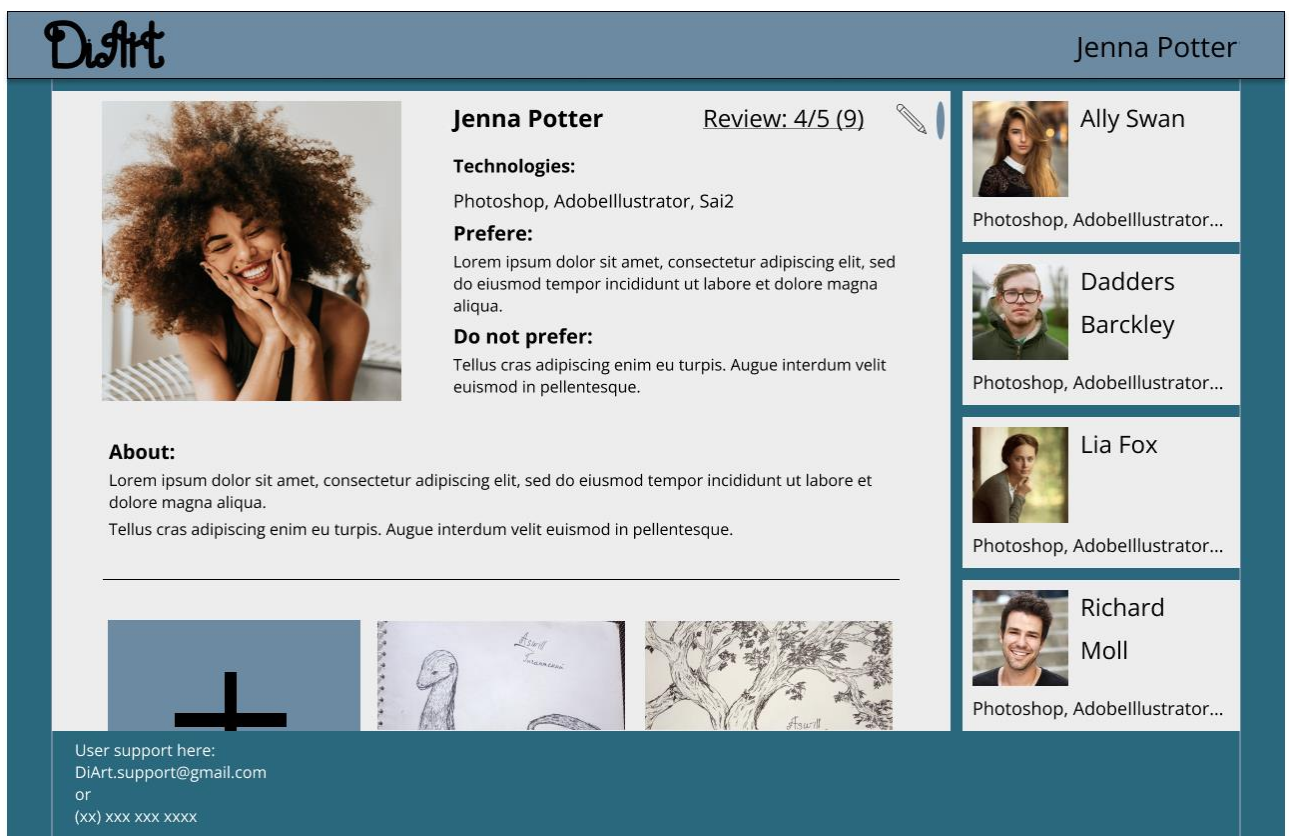 DiArt
Jenna Potter
Jenna Potter
Review: 4/5 (9)
Technologies:
Photoshop, AdobeIllustrator, Sai2
Prefere:
Lorem ipsum dolor sit amet, consectetur adipiscing elit, sed
do eiusmod tempor incididunt ut labore et dolore magna
aliqua.
Do not prefer:
Tellus cras adipiscing enim eu turpis. Augue interdum velit
euismod in pellentesque.
About:
Lorem ipsum dolor sit amet, consectetur adipiscing elit, sed do eiusmod tempor incididunt ut labore et
dolore magna aliqua.
Tellus cras adipiscing enim eu turpis. Augue interdum velit euismod in pellentesque.
Ally Swan
Photoshop, AdobeIllustrator...
Dadders
Barckley
Photoshop, AdobeIllustrator...
Lia Fox
Photoshop, AdobeIllustrator...
Richard
Moll
Photoshop, AdobeIllustrator...
User support here:
DiArt.support@gmail.com
or
(xx) xxx xxx xxxx